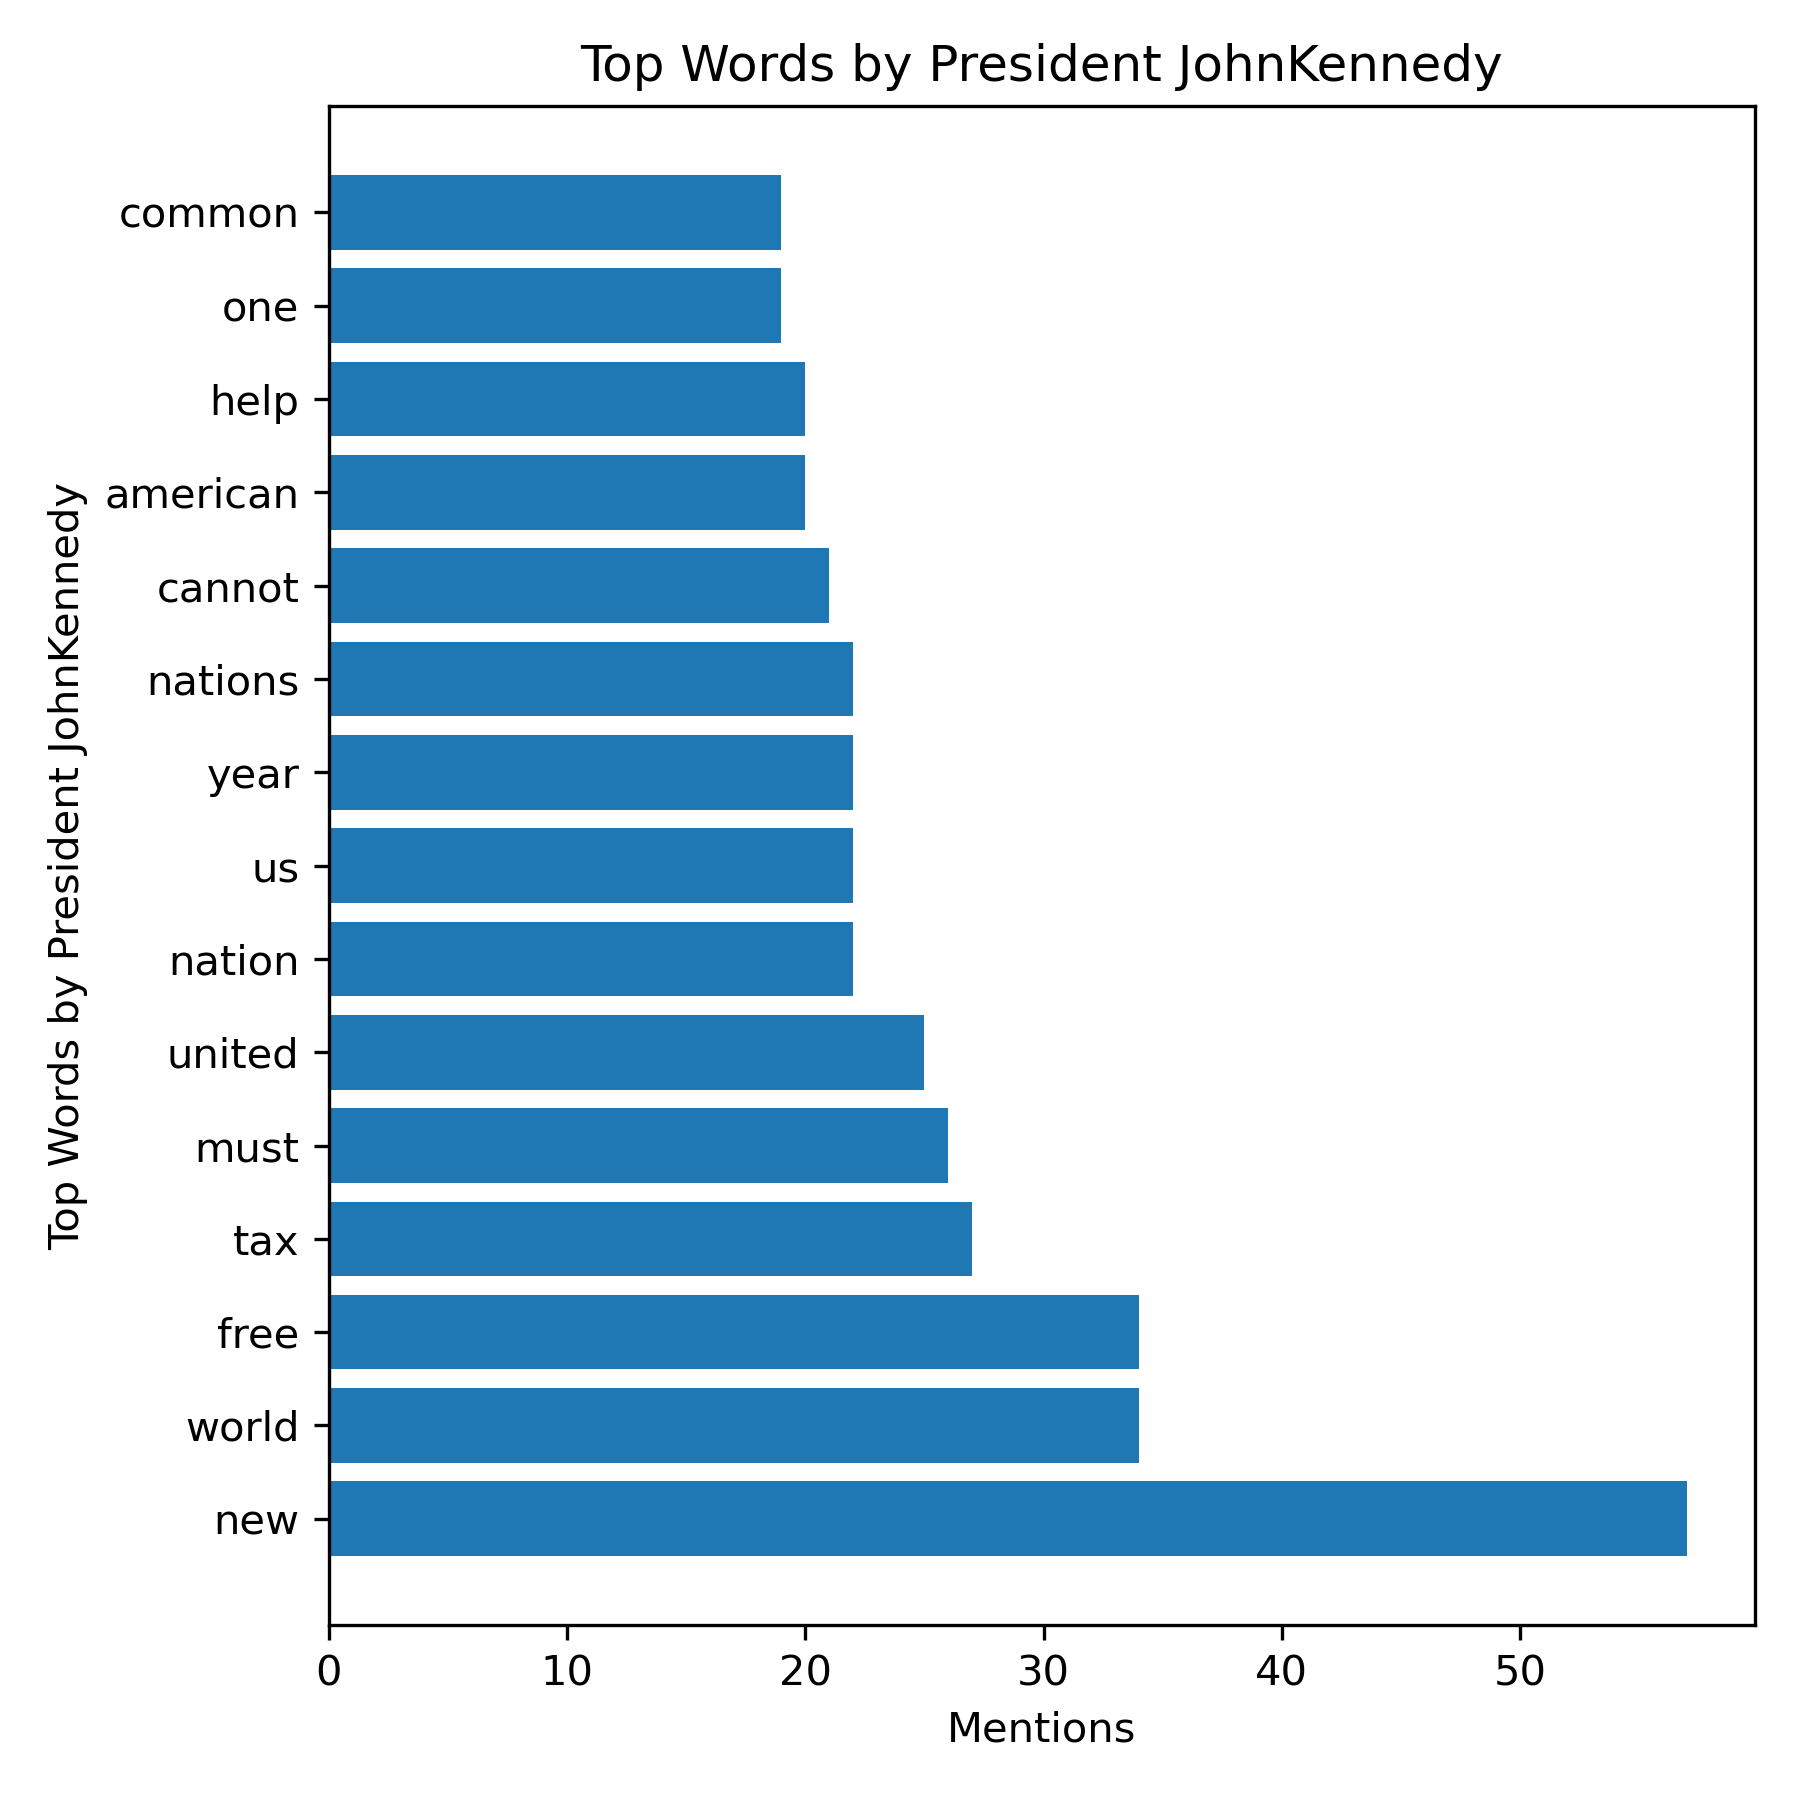 Top Words by President JohnKennedy
Top Words by President JohnKennedy
common
one
help
american
cannot
nations
year
us
nation
united
must
tax
free
world
new
0 10 20 30 40 50
Mentions